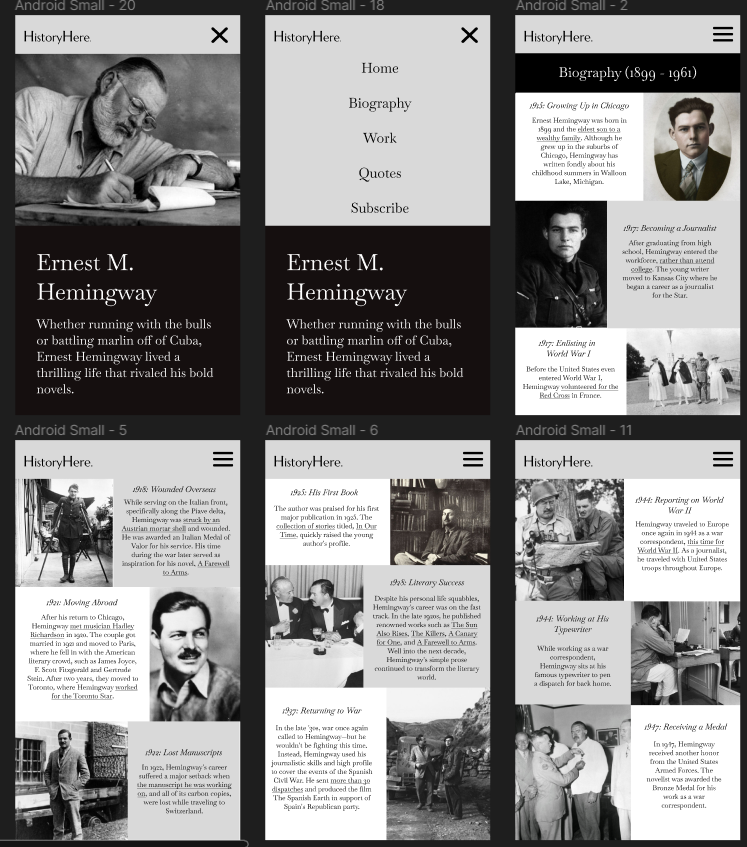 Android Small - 20
HistoryHere.
Ernest M.
Hemingway
Whether running with the bulls
or battling marlin off of Cuba,
Ernest Hemingway lived a
thrilling life that rivaled his bold
novels.
Android Small - 18
HistoryHere.
Home
Biography
Work
Quotes
Subscribe
Ernest M.
Hemingway
Whether running with the bulls
or battling marlin off of Cuba,
Ernest Hemingway lived a
thrilling life that rivaled his bold
novels.
Android Small - 2
HistoryHere.
Biography (1899 - 1961)
1913: Growing Up in Chicago
Ernest Hemingway was born in
1899 and the eldest son to a
wealthy family. Although he
grew up in the suburbs of
Chicago, Hemingway has
written fondly about his
childhood summers in Walloon
Lake, Michigan.
1917: Becoming a Journalist
After graduating from high
school, Hemingway entered the
workforce, rather than attend
college. The young writer
moved to Kansas City where he
began a career as a journalist
for the Star.
1917: Enlisting in
World War I
Before the United States even
entered World War I,
Hemingway volunteered for the
Red Cross in France.
Android Small - 5
HistoryHere.
1918: Wounded Overseas
While serving on the Italian front,
specifically along the Piave delta,
Hemingway was struck by an
Austrian mortar shell and wounded.
He was awarded an Italian Medal of
Valor for his service. His time
during the war later served as
inspiration for his novel, A Farewell
to Arms.
1921: Moving Abroad
After his return to Chicago,
Hemingway met musician Hadley
Richardson in 1920. The couple got
married in 1921 and moved to Paris,
where he fell in with the American
literary crowd, such as James Joyce,
F. Scott Fitzgerald and Gertrude
Stein. After two years, they moved to
Toronto, where Hemingway worked
for the Toronto Star.
1922: Lost Manuscripts
In 1922, Hemingway's career
suffered a major setback when
the manuscript he was working
on, and all of its carbon copies,
were lost while traveling to
Switzerland.
Android Small - 6
HistoryHere.
1925: His First Book
The author was praised for his first
major publication in 1925. The
collection of stories titled, In Our
Time, quickly raised the young
author's profile.
1928: Literary Success
Despite his personal life squabbles,
Hemingway's career was on the fast
track. In the late 1920s, he published
renowned works such as The Sun
Also Rises, The Killers, A Canary
for One, and A Farewell to Arms.
Well into the next decade,
Hemingway's simple prose
continued to transform the literary
world.
1937: Returning to War
In the late '30s, war once again
called to Hemingway—but he
wouldn't be fighting this time,
Instead, Hemingway used his
journalistic skills and high profile
to cover the events of the Spanish
Civil War. He sent more than 30
dispatches and produced the film
The Spanish Earth in support of
Spain's Republican party.
Android Small - 11
HistoryHere.
1944: Reporting on World
War II
Hemingway traveled to Europe
once again in 1944 as a war
correspondent, this time for
World War II. As a journalist,
he traveled with United States
troops throughout Europe.
1944: Working at His
Typewriter
While working as a war
correspondent,
Hemingway sits at his
famous typewriter to pen
a dispatch for back home.
1947: Receiving a Medal
In 1947, Hemingway
received another honor
from the United States
Armed Forces. The
novelist was awarded the
Bronze Medal for his
work as a war
correspondent.